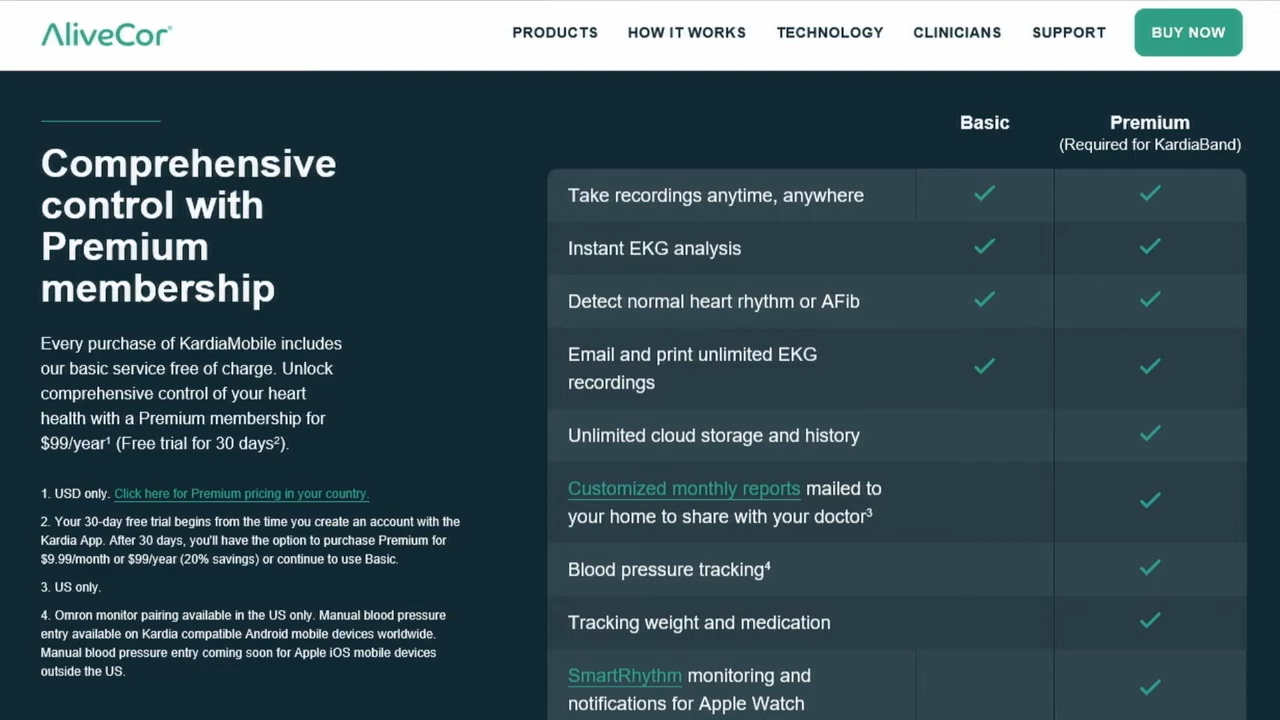 AliveCor
PRODUCTS
HOW IT WORKS
TECHNOLOGY
CLINICIANS
SUPPORT
BUY NOW
Comprehensive
control with
Premium
membership
Every purchase of KardiaMobile includes
our basic service free of charge. Unlock
comprehensive control of your heart
health with a Premium membership for
$99/year¹ (Free trial for 30 days²).
1. USD only. Click here for Premium pricing in your country.
2. Your 30-day free trial begins from the time you create an account with the
Kardia App. After 30 days, you'll have the option to purchase Premium for
$9.99/month or $99/year (20% savings) or continue to use Basic.
3. US only.
4. Omron monitor pairing available in the US only. Manual blood pressure
entry available on Kardia compatible Android mobile devices worldwide.
Manual blood pressure entry coming soon for Apple iOS mobile devices
outside the US.
Basic
Premium
(Required for KardiaBand)
Take recordings anytime, anywhere
Instant EKG analysis
Detect normal heart rhythm or AFib
Email and print unlimited EKG
recordings
Unlimited cloud storage and history
Customized monthly reports mailed to
your home to share with your doctor³
Blood pressure tracking⁴
Tracking weight and medication
SmartRhythm monitoring and
notifications for Apple Watch